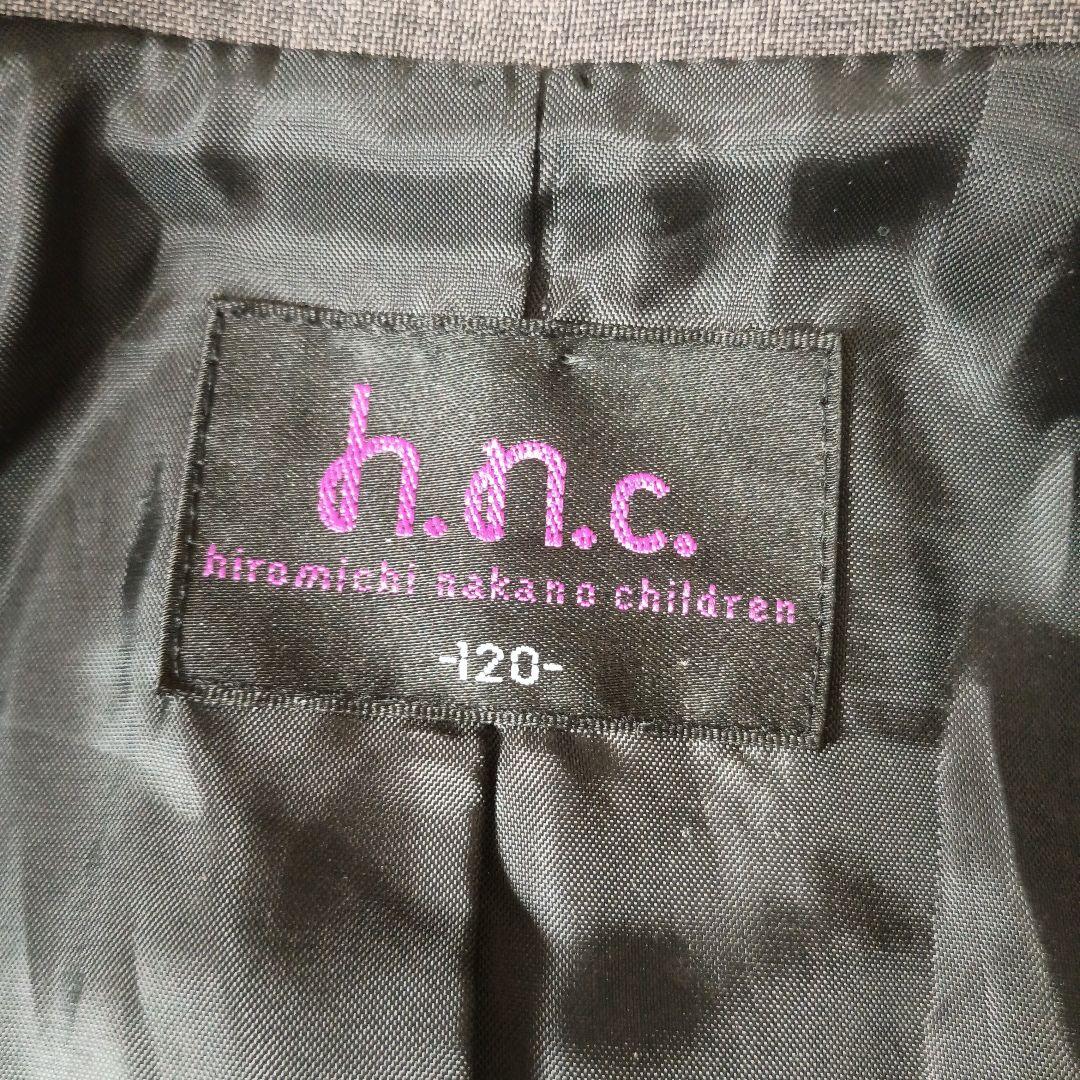 h.n.c.
hiromichi nakano children
-120-